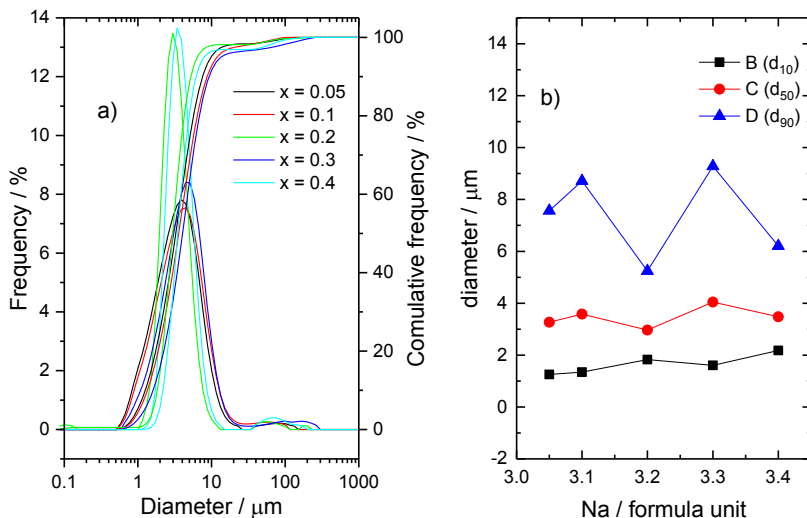 a)
x = 0.05
x = 0.1
x = 0.2
x = 0.3
x = 0.4
14
12
10
8
6
4
2
0
Frequency / %
100
80
60
40
20
0
Comulative frequency / %
0.1 1 10 100 1000
Diameter / μm
b)
B (d10)
C (d50)
D (d90)
14
12
10
8
6
4
2
0
diameter / μm
3.0 3.1 3.2 3.3 3.4
Na / formula unit